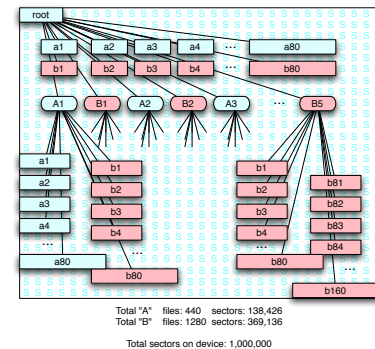 root
a1 a2 a3 a4 ... a80
b1 b2 b3 b4 ... b80
A1 B1 A2 B2 A3 ... B5
a1
a2
a3
a4
...
a80
b1
b2
b3
b4
...
b80
b1
b2
b3
b4
...
b80
b81
b82
b83
b84
...
b160
Total "A" files: 440 sectors: 138,426
Total "B" files: 1280 sectors: 369,136
Total sectors on device: 1,000,000